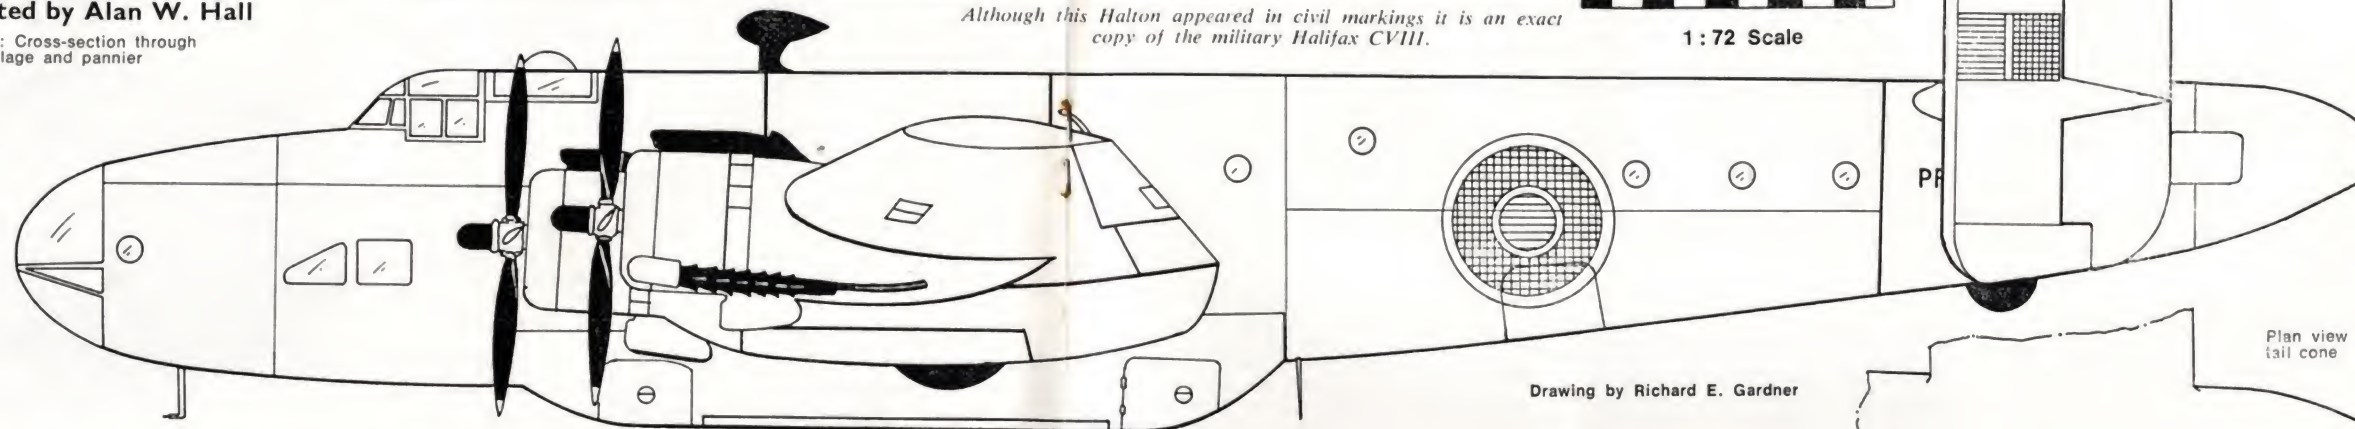 ted by Alan W. Hall
: Cross-section through
lage and pannier
Although this Halton appeared in civil markings it is an exact
copy of the military Halifax CVIII.
1:72 Scale
PF
Drawing by Richard E. Gardner
Plan view
tail cone